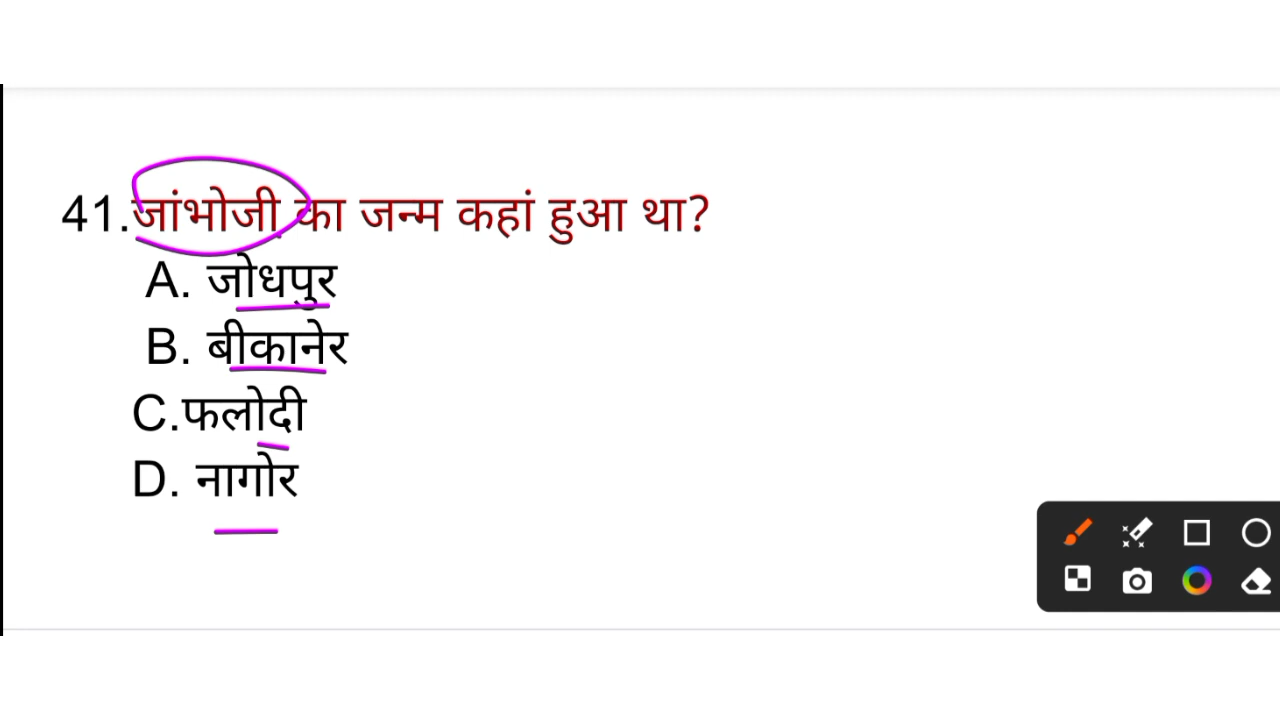 41.जांभोजी का जन्म कहां हुआ था?
A. जोधपुर
B. बीकानेर
C.फलोदी
D. नागोर